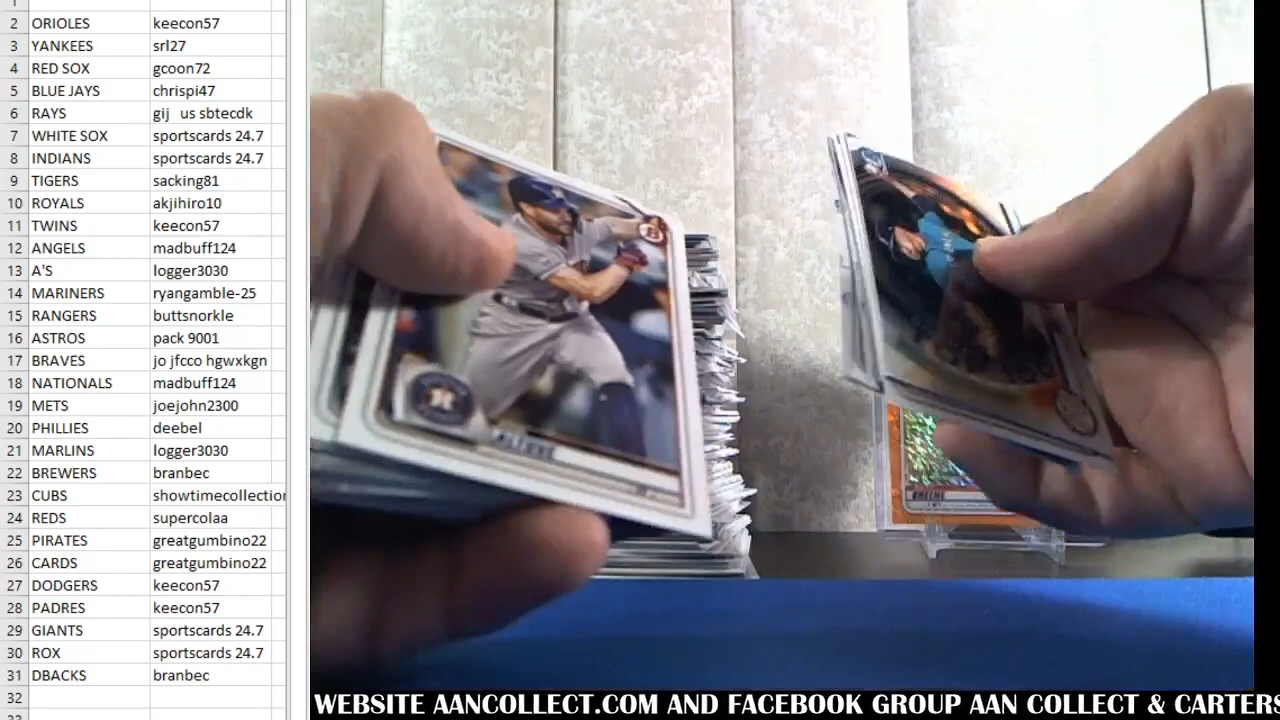 2 ORIOLES keecon57
3 YANKEES srl27
4 RED SOX gcoon72
5 BLUE JAYS chrispi47
6 RAYS gij us sbtecdk
7 WHITE SOX sportscards 24.7
8 INDIANS sportscards 24.7
9 TIGERS sacking81
10 ROYALS akjihiro10
11 TWINS keecon57
12 ANGELS madbuff124
13 A'S logger3030
14 MARINERS ryangamble-25
15 RANGERS buttsnorkle
16 ASTROS pack 9001
17 BRAVES jo jfcco hgwxkgn
18 NATIONALS madbuff124
19 METS joejohn2300
20 PHILLIES deebel
21 MARLINS logger3030
22 BREWERS branbec
23 CUBS showtimecollection
24 REDS supercolaa
25 PIRATES greatgumbino22
26 CARDS greatgumbino22
27 DODGERS keecon57
28 PADRES keecon57
29 GIANTS sportscards 24.7
30 ROX sportscards 24.7
31 DBACKS branbec
32
ALTUVE
GREENE
WEBSITE AANCOLLECT.COM AND FACEBOOK GROUP AAN COLLECT & CARTERS